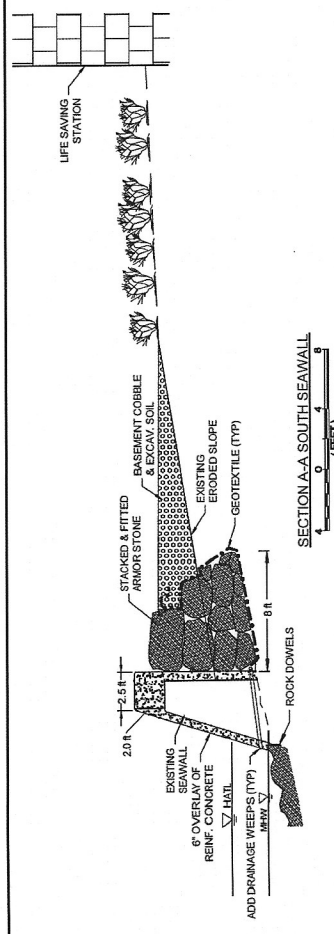 LIFE SAVING
STATION
BASEMENT COBBLE
& EXCAV. SOIL
STACKED & FITTED
ARMOR STONE
EXISTING
ERODED SLOPE
GEOTEXTILE (TYP)
2.5 ft
2.0 ft
8 ft
EXISTING
SEAWALL
6" OVERLAY OF
REINF. CONCRETE
HATL
MHW
ADD DRAINAGE WEEPS (TYP)
ROCK DOWELS
SECTION A-A SOUTH SEAWALL
4 0 4 8
(FEET)